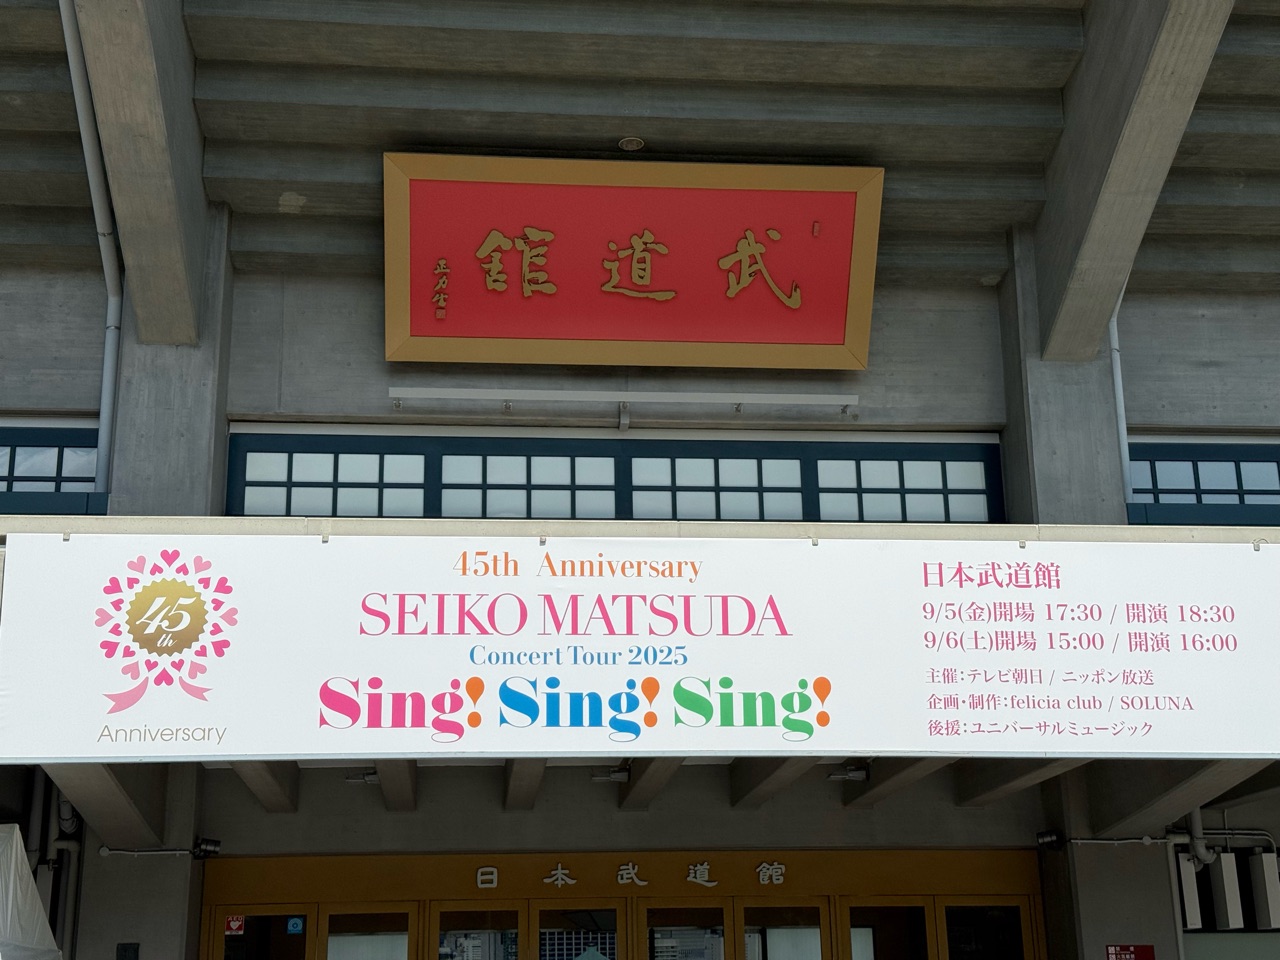 武道館
正力生
45th
Anniversary
45th Anniversary
SEIKO MATSUDA
Concert Tour 2025
Sing! Sing! Sing!
日本武道館
9/5(金)開場 17:30 / 開演 18:30
9/6(土)開場 15:00 / 開演 16:00
主催：テレビ朝日 / ニッポン放送
企画・制作：felicia club / SOLUNA
後援：ユニバーサルミュージック
日本武道館
AED